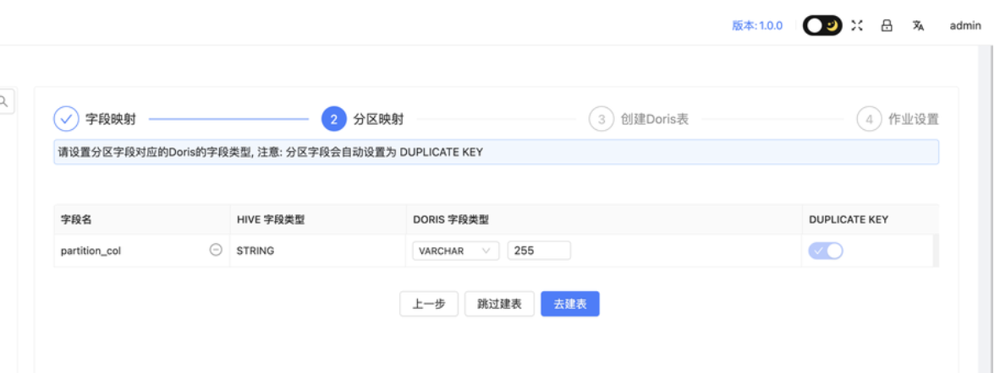 版本: 1.0.0 admin
字段映射 2 分区映射 3 创建Doris表 4 作业设置
请设置分区字段对应的Doris的字段类型, 注意: 分区字段会自动设置为 DUPLICATE KEY
字段名 HIVE 字段类型 DORIS 字段类型 DUPLICATE KEY
partition_col STRING VARCHAR 255
上一步 跳过建表 去建表